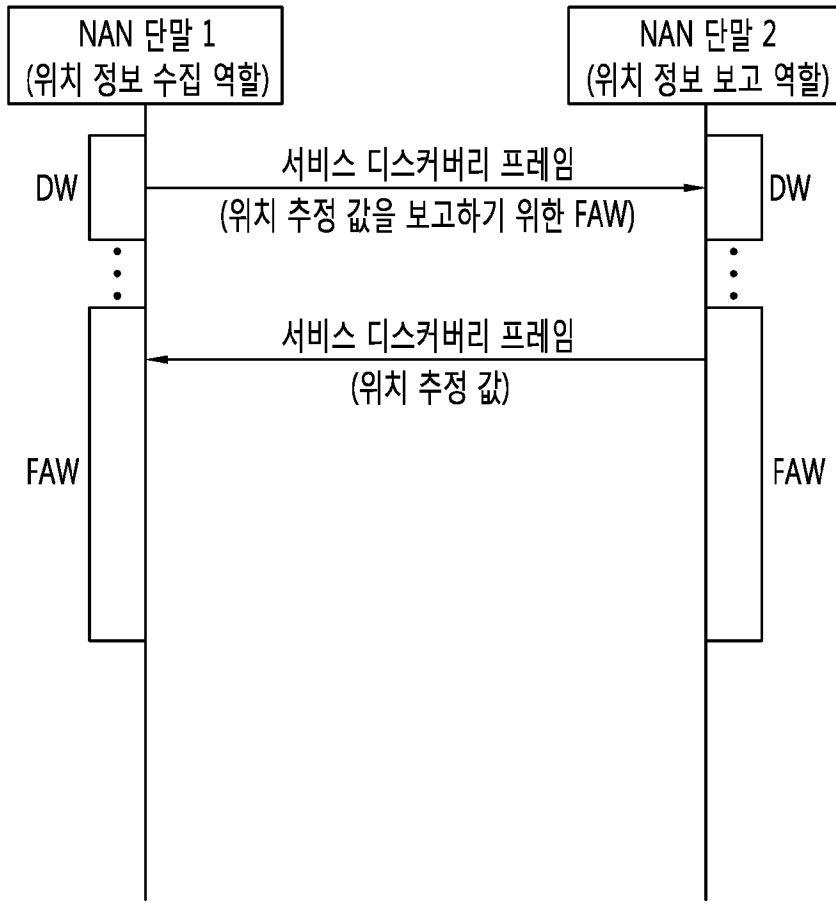 NAN 단말 1
(위치 정보 수집 역할)
NAN 단말 2
(위치 정보 보고 역할)
DW
서비스 디스커버리 프레임
(위치 추정 값을 보고하기 위한 FAW)
DW
서비스 디스커버리 프레임
(위치 추정 값)
FAW
FAW